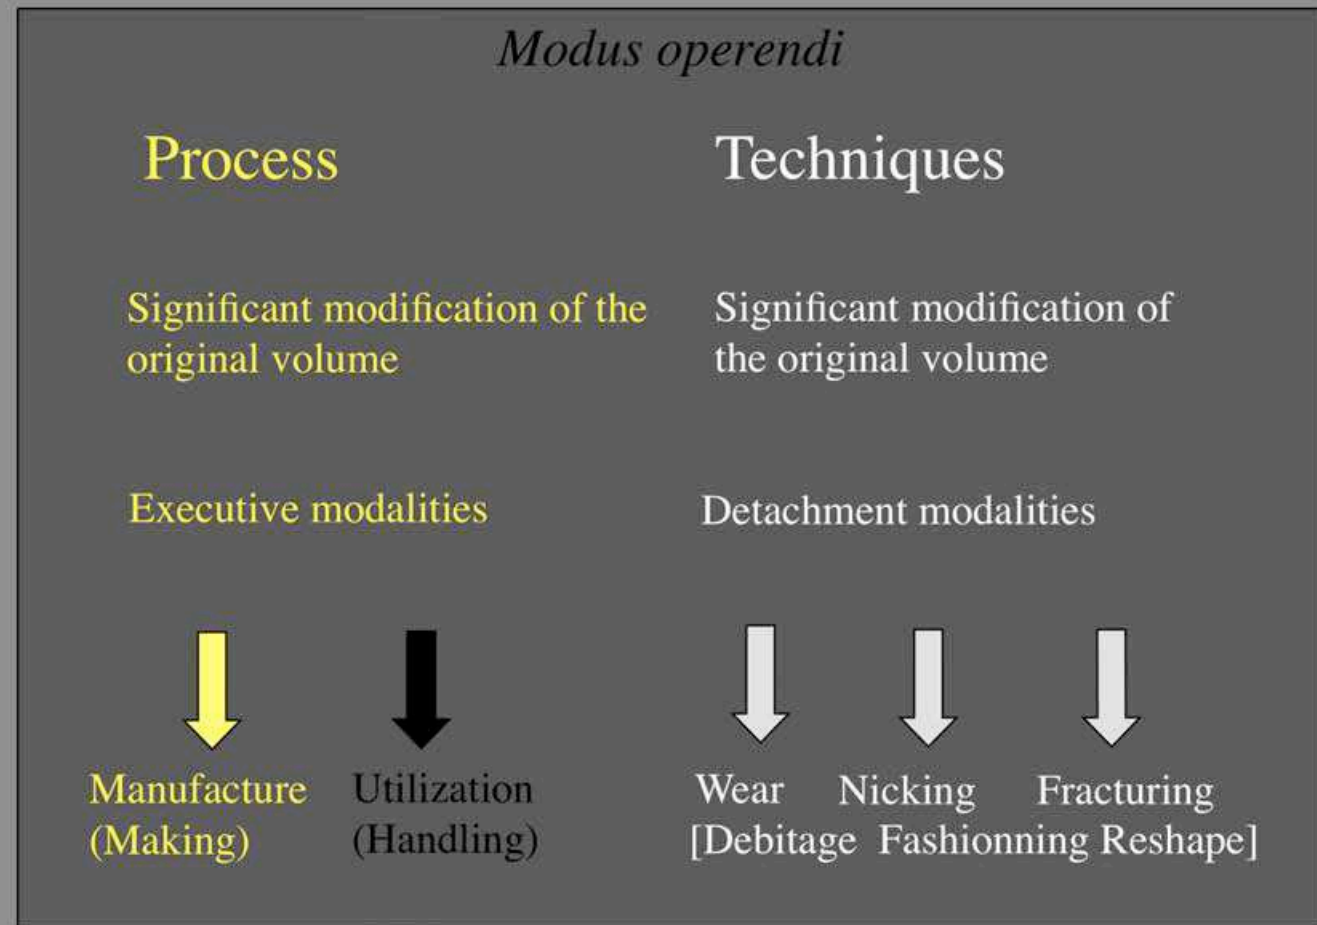 Modus operendi
Process
Techniques
Significant modification of the
original volume
Significant modification of
the original volume
Executive modalities
Detachment modalities
Manufacture
(Making)
Utilization
(Handling)
Wear Nicking Fracturing
[Debitage Fashionning Reshape]